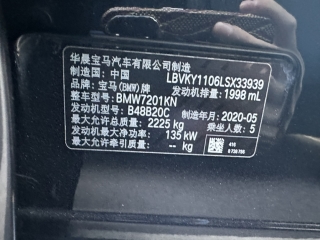 华晨宝马汽车有限公司制造
制造国: 中国 LBVKY1106LSX33939
品牌: 宝马(BMW)牌 发动机排量: 1998 mL
整车型号: BMW7201KN
发动机型号: B48B20C
最大允许总质量: 2225 kg 制造年月: 2020-05
发动机最大净功率: 135 kW 乘坐人数: 5
最大允许牵引质量: --- kg
416